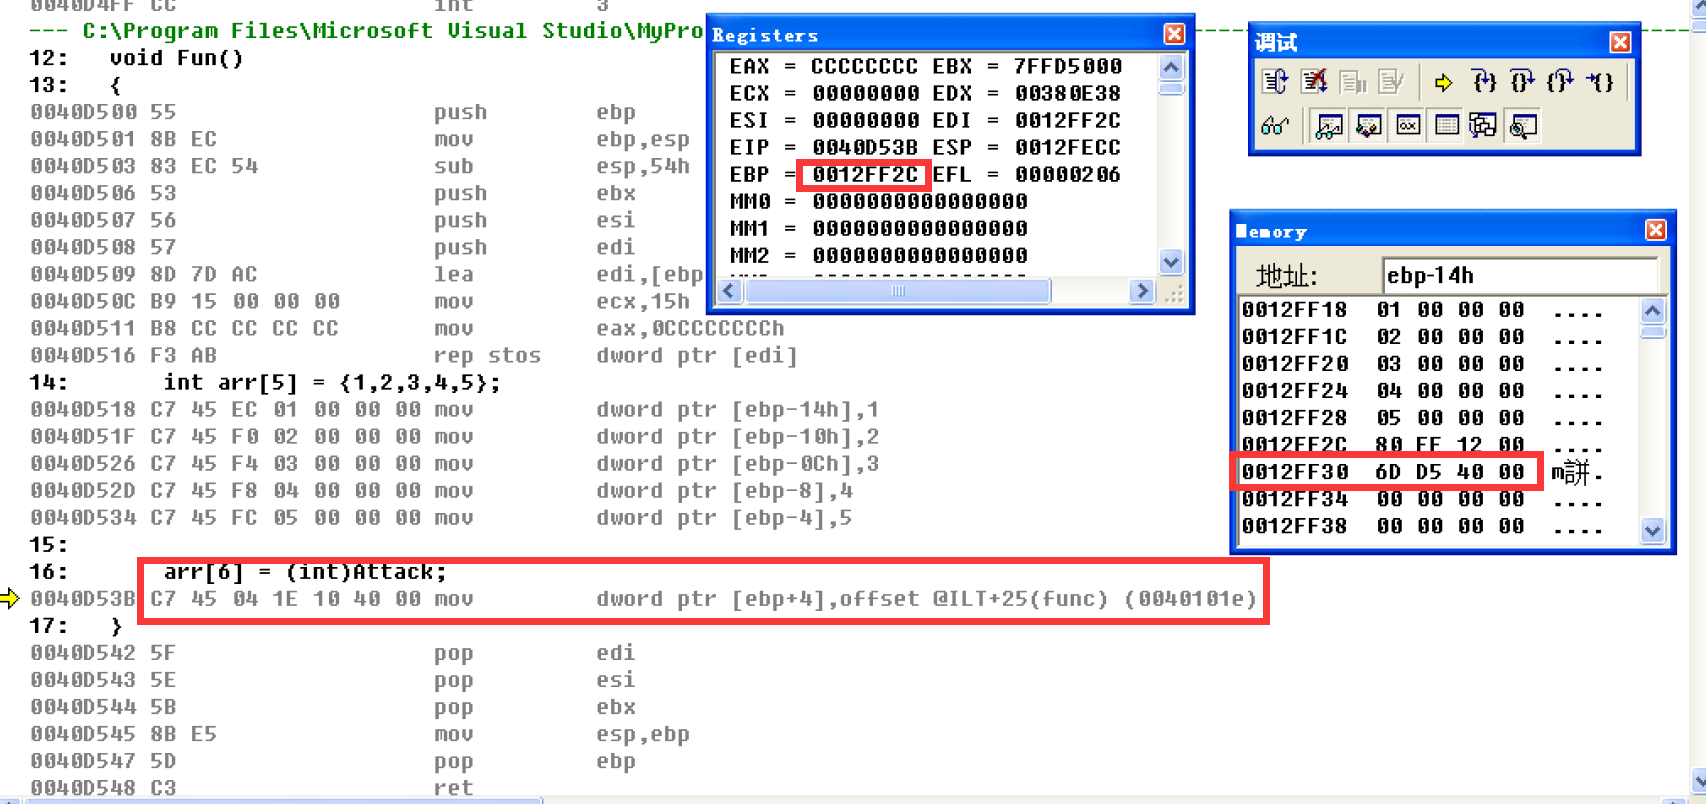 0040D4FF CC int 3
--- C:\Program Files\Microsoft Visual Studio\MyPro
12: void Fun()
13: {
0040D500 55 push ebp
0040D501 8B EC mov ebp,esp
0040D503 83 EC 54 sub esp,54h
0040D506 53 push ebx
0040D507 56 push esi
0040D508 57 push edi
0040D509 8D 7D AC lea edi,[ebp
0040D50C B9 15 00 00 00 mov ecx,15h
0040D511 B8 CC CC CC CC mov eax,0CCCCCCCCh
0040D516 F3 AB rep stos dword ptr [edi]
14: int arr[5] = {1,2,3,4,5};
0040D518 C7 45 EC 01 00 00 00 mov dword ptr [ebp-14h],1
0040D51F C7 45 F0 02 00 00 00 mov dword ptr [ebp-10h],2
0040D526 C7 45 F4 03 00 00 00 mov dword ptr [ebp-0Ch],3
0040D52D C7 45 F8 04 00 00 00 mov dword ptr [ebp-8],4
0040D534 C7 45 FC 05 00 00 00 mov dword ptr [ebp-4],5
15:
16: arr[6] = (int)Attack;
0040D53B C7 45 04 1E 10 40 00 mov dword ptr [ebp+4],offset @ILT+25(func) (0040101e)
17: }
0040D542 5F pop edi
0040D543 5E pop esi
0040D544 5B pop ebx
0040D545 8B E5 mov esp,ebp
0040D547 5D pop ebp
0040D548 C3 ret
Registers
EAX = CCCCCCCC EBX = 7FFD5000
ECX = 00000000 EDX = 00380E38
ESI = 00000000 EDI = 0012FF2C
EIP = 0040D53B ESP = 0012FECC
EBP = 0012FF2C EFL = 00000206
MM0 = 0000000000000000
MM1 = 0000000000000000
MM2 = 0000000000000000
调试
Memory
地址: ebp-14h
0012FF18 01 00 00 00 ....
0012FF1C 02 00 00 00 ....
0012FF20 03 00 00 00 ....
0012FF24 04 00 00 00 ....
0012FF28 05 00 00 00 ....
0012FF2C 80 FF 12 00 ....
0012FF30 6D D5 40 00 m誁.
0012FF34 00 00 00 00 ....
0012FF38 00 00 00 00 ....